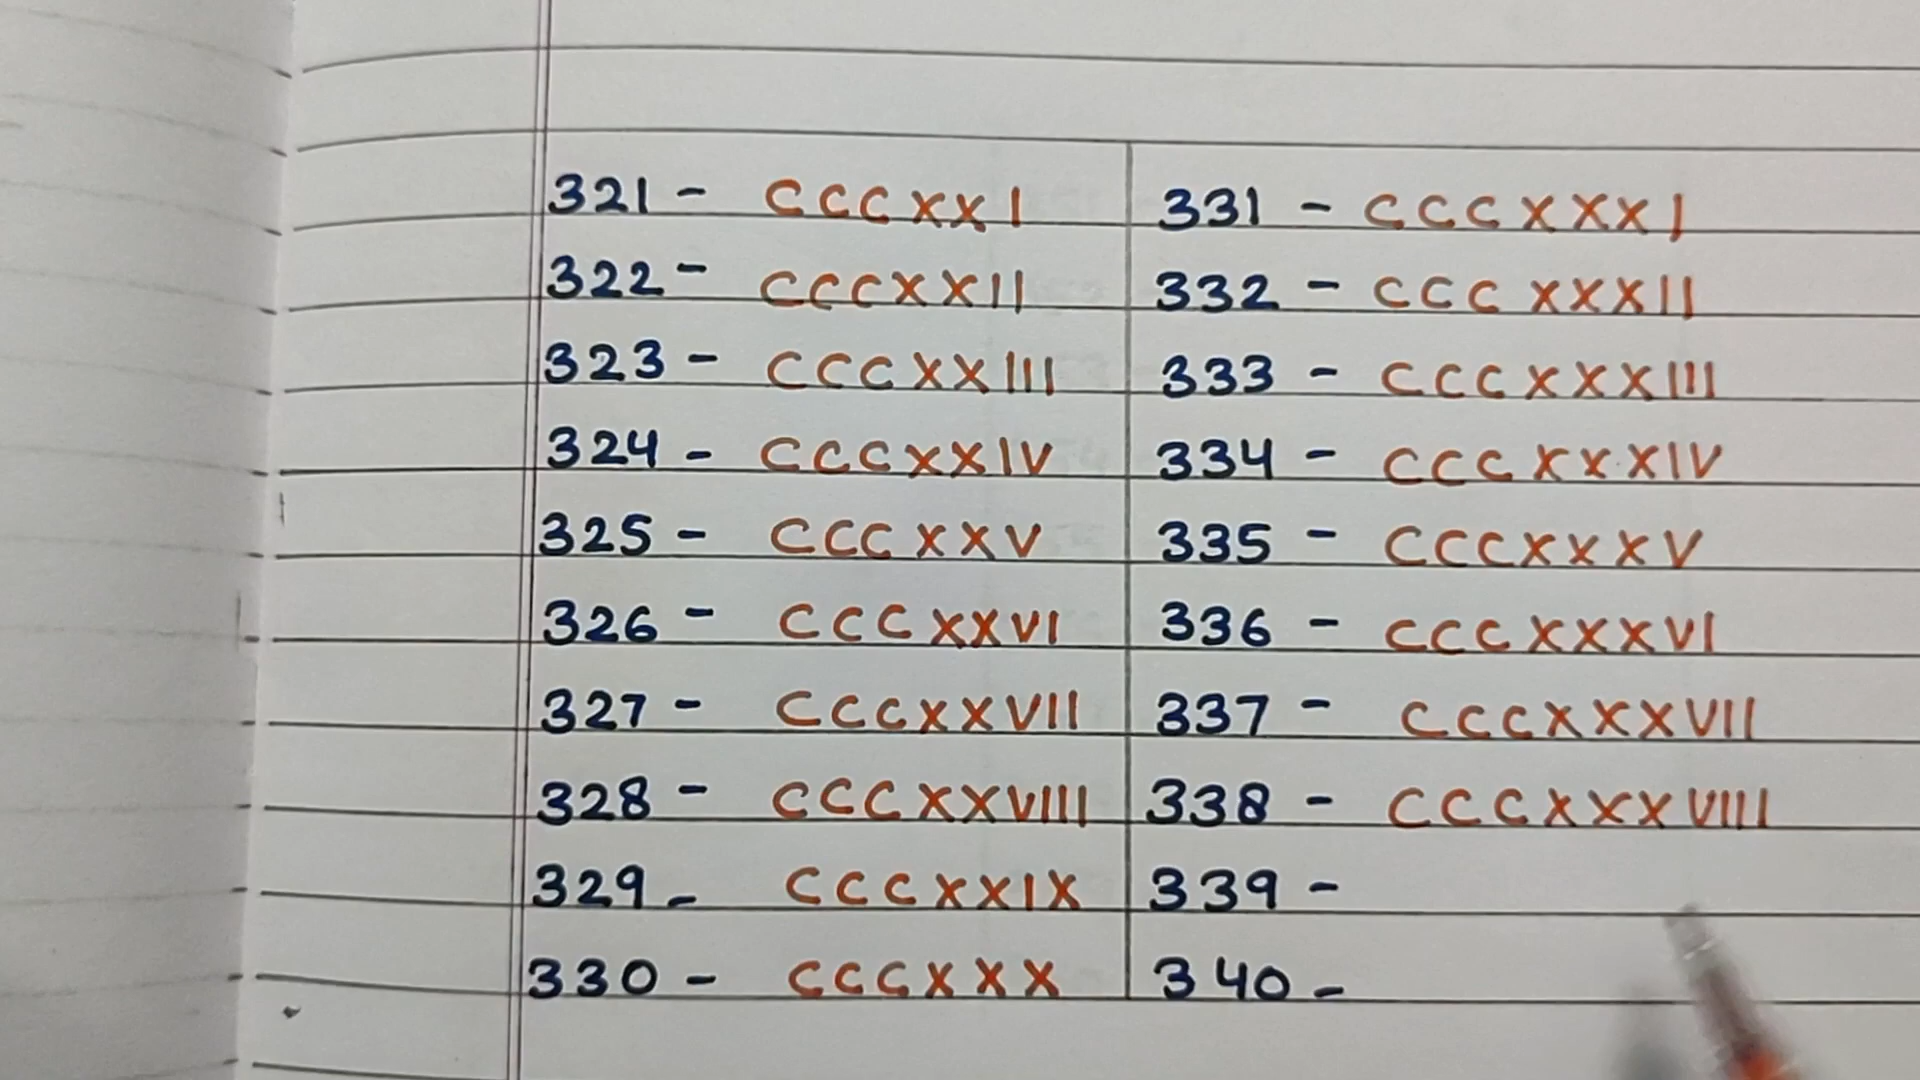 321 - CCCXXI
322 - CCCXXII
323 - CCCXXIII
324 - CCCXXIV
325 - CCCXXV
326 - CCCXXVI
327 - CCCXXVII
328 - CCCXXVIII
329 - CCCXXIX
330 - CCCXXX
331 - CCCXXXI
332 - CCCXXXII
333 - CCCXXXIII
334 - CCCXXXIV
335 - CCCXXXV
336 - CCCXXXVI
337 - CCCXXXVII
338 - CCCXXXVIII
339 -
340 -